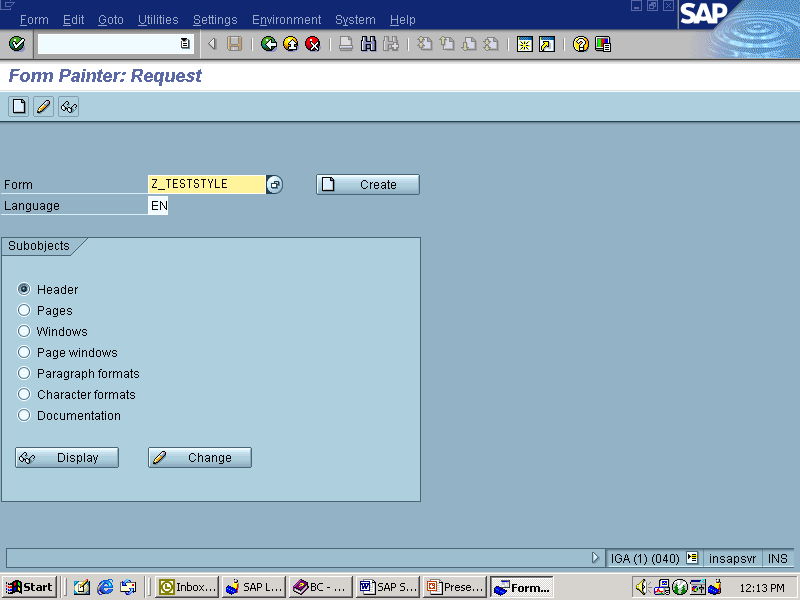 Form Edit Goto Utilities Settings Environment System Help
SAP
Form Painter: Request
Form Z_TESTSTYLE Create
Language EN
Subobjects
Header
Pages
Windows
Page windows
Paragraph formats
Character formats
Documentation
Display Change
IGA (1) (040) insapsvr INS
Start Inbox... SAP L... BC - ... SAP S... Prese... Form... 12:13 PM